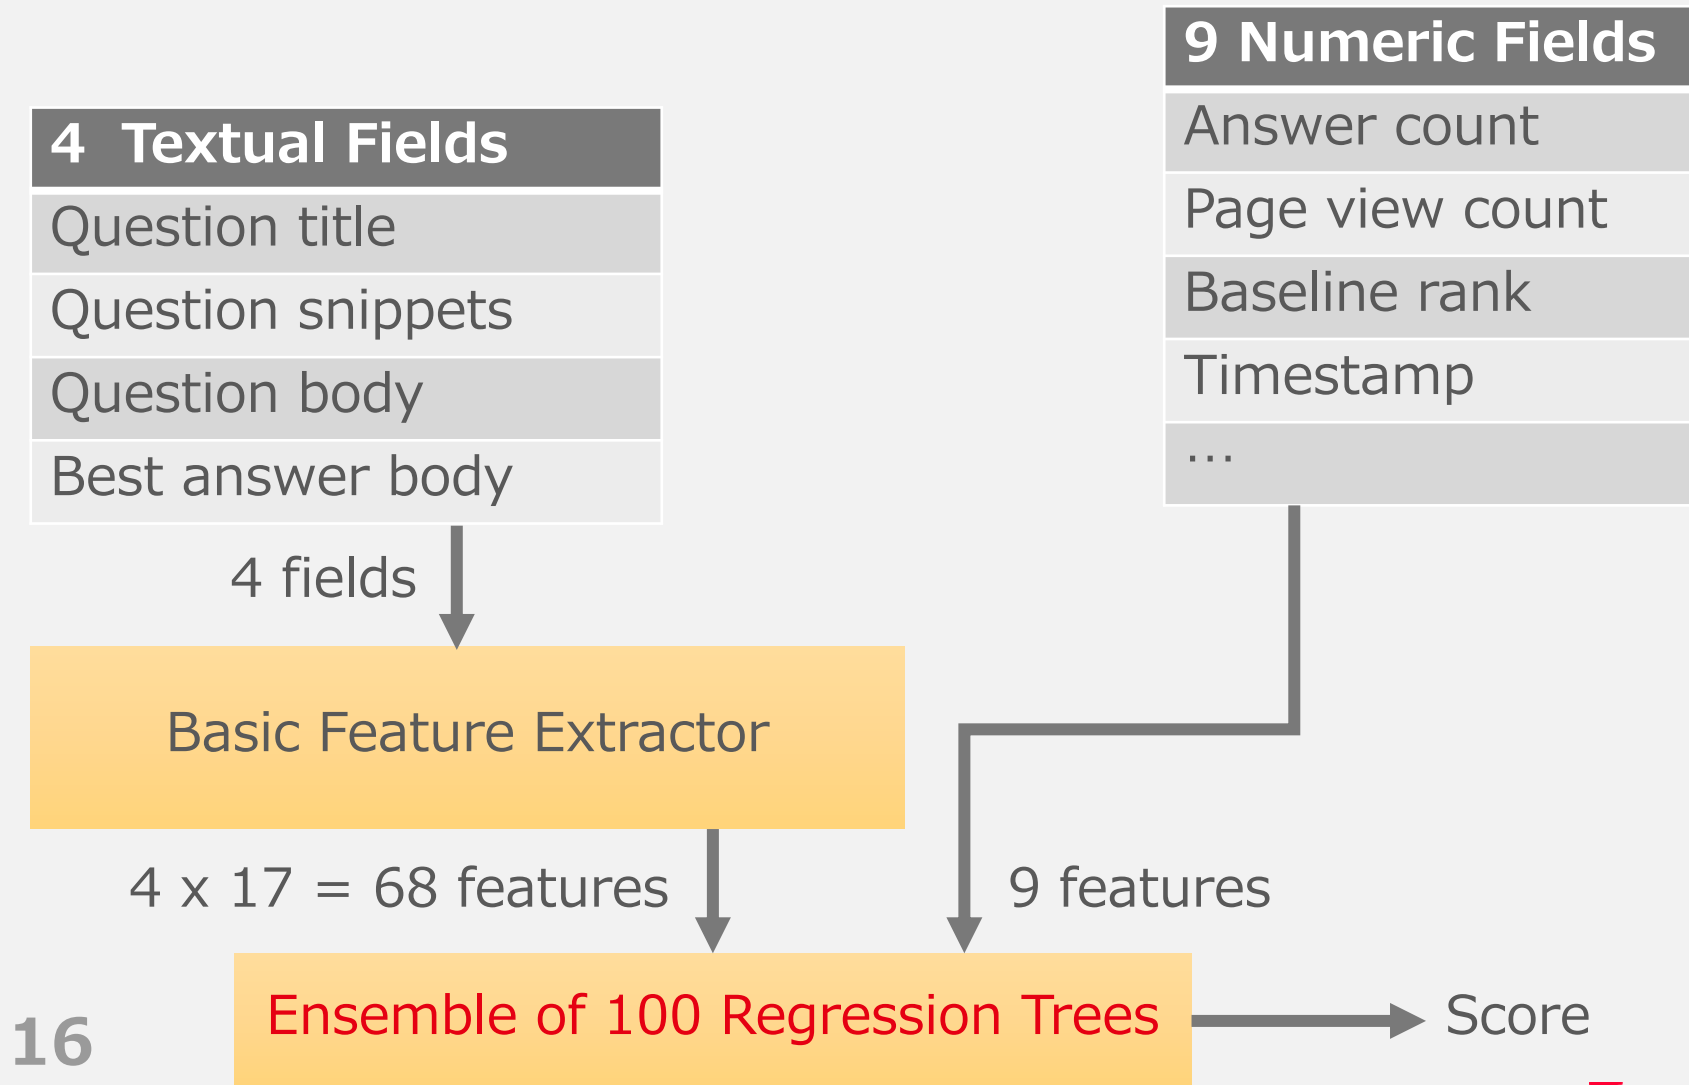 9 Numeric Fields
Answer count
Page view count
Baseline rank
Timestamp
…
4 Textual Fields
Question title
Question snippets
Question body
Best answer body
4 fields
Basic Feature Extractor
4 x 17 = 68 features
9 features
Ensemble of 100 Regression Trees
Score
16